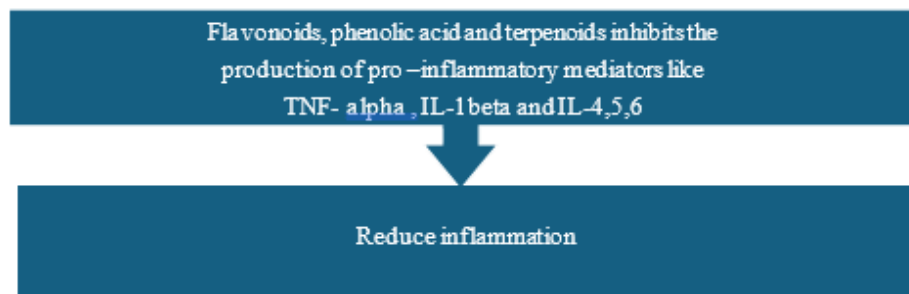 Flavonoids, phenolic acid and terpenoids inhibits the
production of pro –inflammatory mediators like
TNF- alpha , IL-1beta and IL-4,5,6
Reduce inflammation